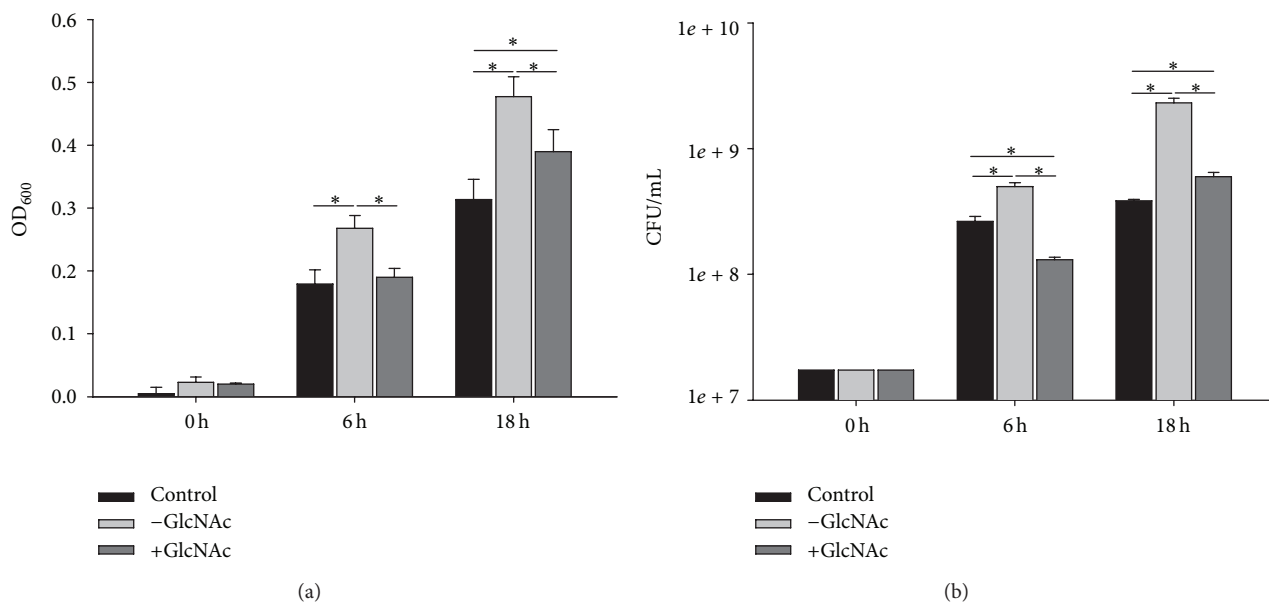 0.6
0.5
0.4
0.3
0.2
0.1
0.0
OD600
0 h
6 h
18 h
*
*
*
*
*
Control
−GlcNAc
+GlcNAc
(a)
1e + 10
1e + 9
1e + 8
1e + 7
CFU/mL
0 h
6 h
18 h
*
*
*
*
*
*
Control
−GlcNAc
+GlcNAc
(b)